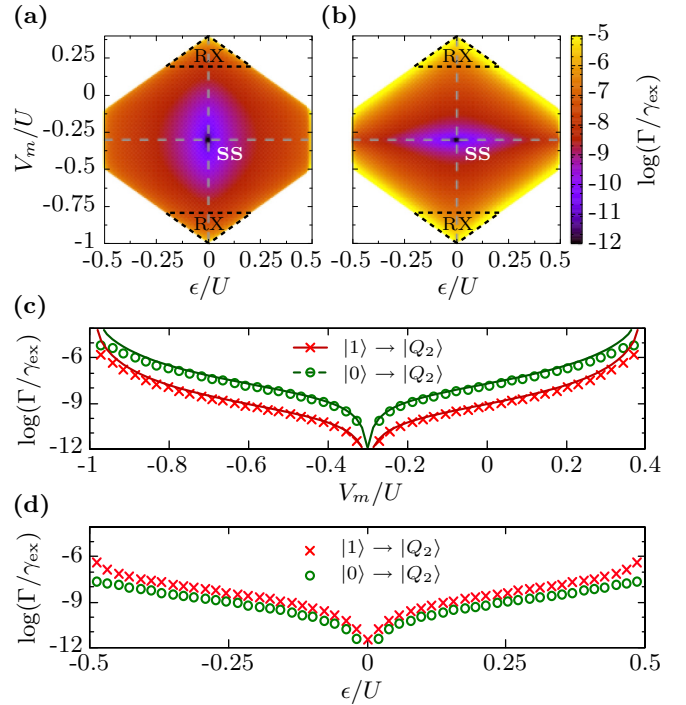 (a) (b)
RX RX
SS SS
RX RX
V_m/U
0.25 0 -0.25 -0.5 -0.75 -1
-0.5 -0.25 0 0.25 0.5
-0.5 -0.25 0 0.25 0.5
ϵ/U ϵ/U
-5 -6 -7 -8 -9 -10 -11 -12
log(Γ/γ_ex)
(c)
log(Γ/γ_ex)
-6 -9 -12
|1⟩ → |Q_2⟩
|0⟩ → |Q_2⟩
-1 -0.8 -0.6 -0.4 -0.2 0 0.2 0.4
V_m/U
(d)
log(Γ/γ_ex)
-6 -9 -12
|1⟩ → |Q_2⟩
|0⟩ → |Q_2⟩
-0.5 -0.25 0 0.25 0.5
ϵ/U